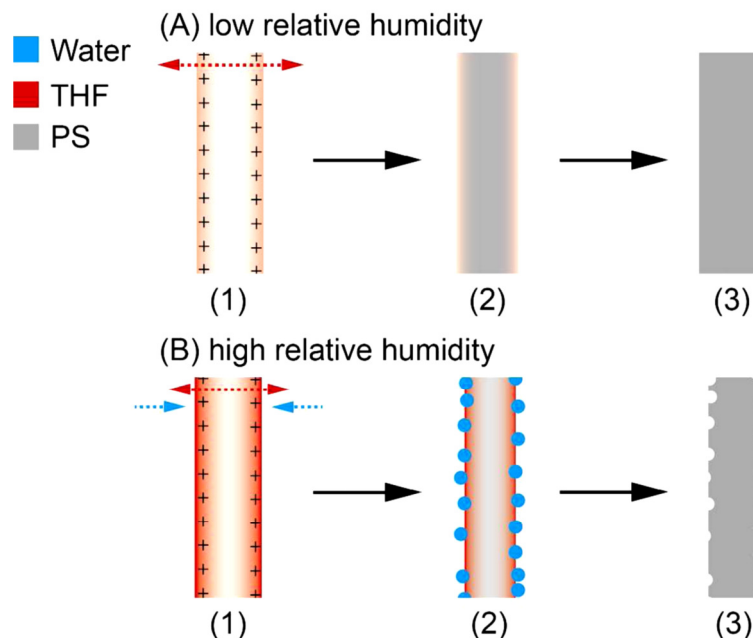 (A) low relative humidity
Water
THF
PS
+ +
+ +
+ +
+ +
+ +
+ +
+ +
+ +
+ +
+ +
(1) (2) (3)
(B) high relative humidity
+ +
+ +
+ +
+ +
+ +
+ +
+ +
+ +
+ +
+ +
(1) (2) (3)